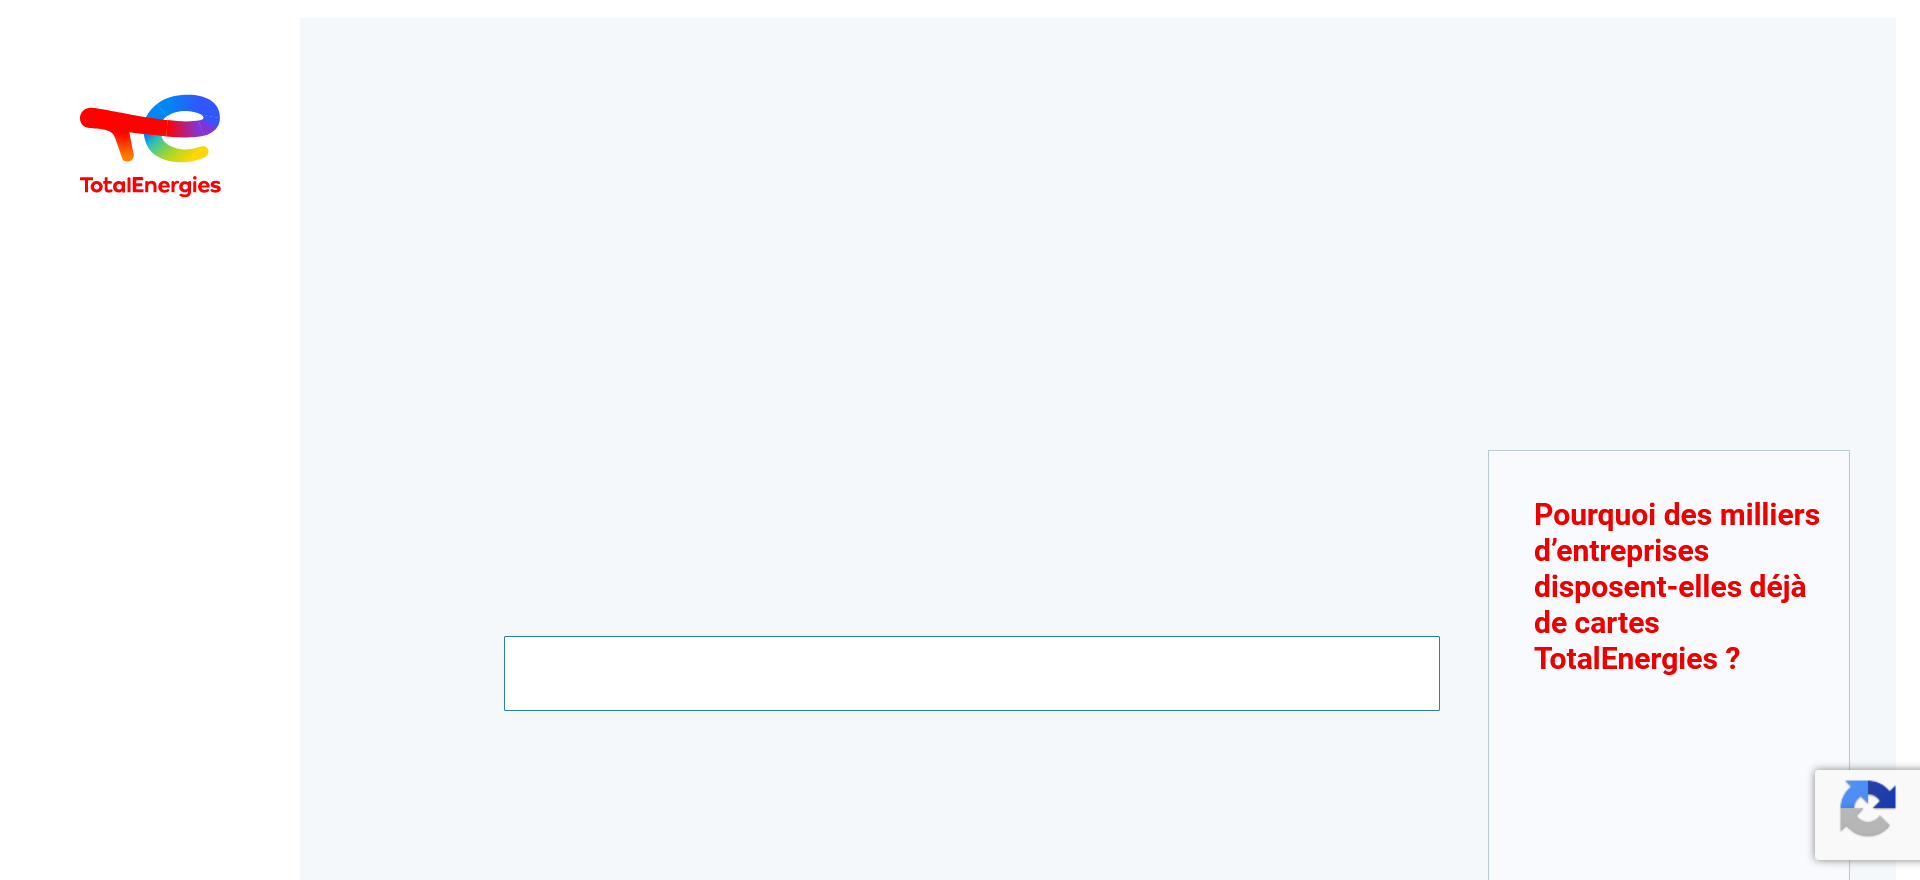 TotalEnergies
Pourquoi des milliers
d’entreprises
disposent-elles déjà
de cartes
TotalEnergies ?